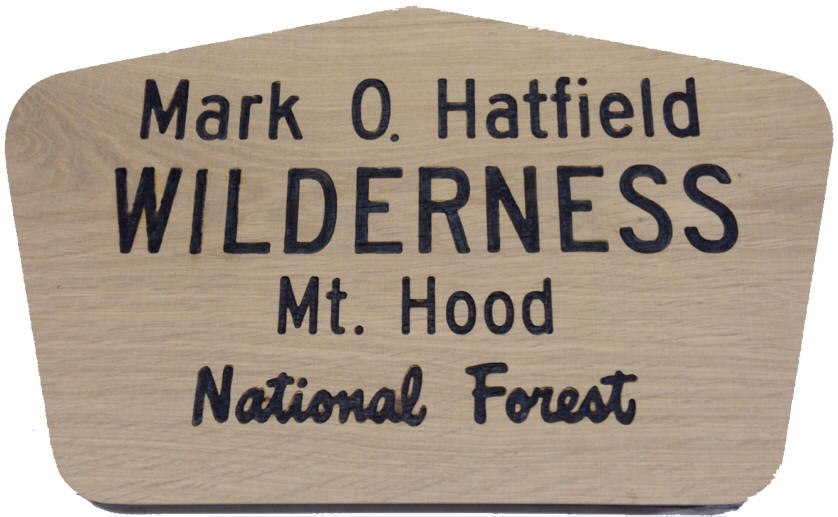 Mark O. Hatfield
WILDERNESS
Mt. Hood
National Forest